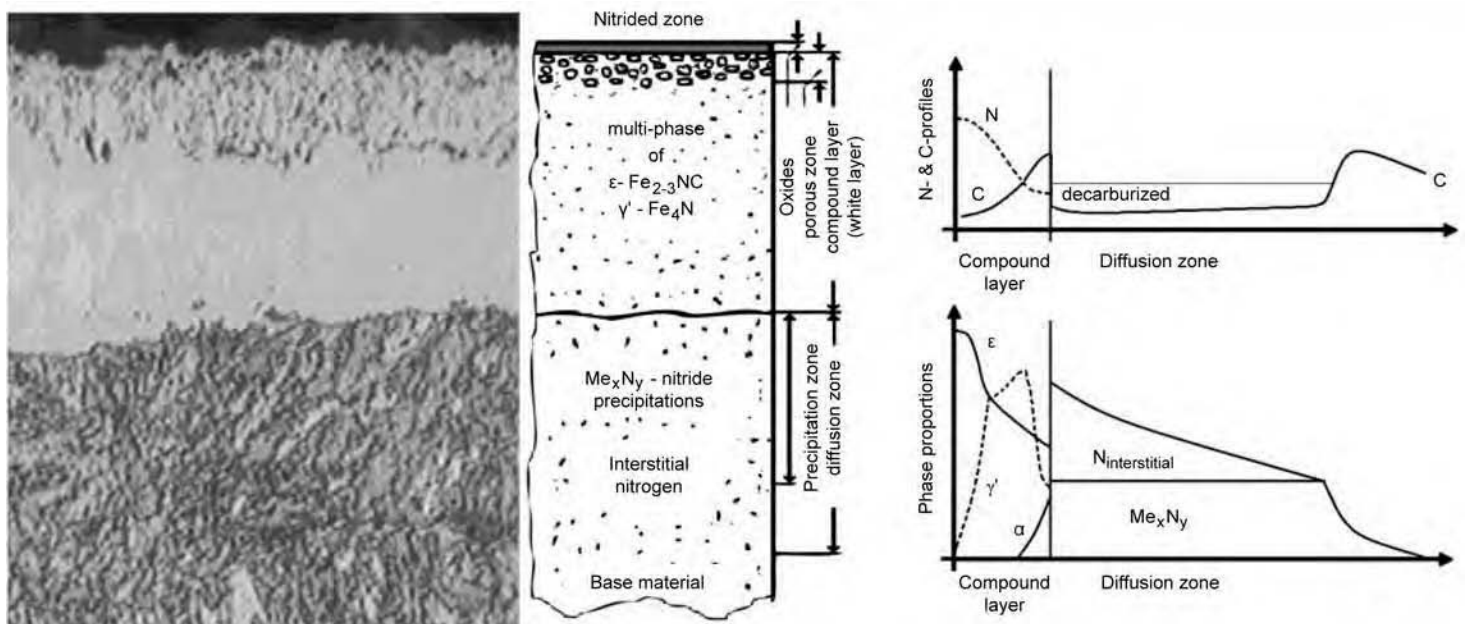 Nitrided zone
multi-phase
of
ε- Fe2-3NC
γ' - Fe4N
MexNy - nitride
precipitations
Interstitial
nitrogen
Base material
Oxides
porous zone
compound layer
(white layer)
Precipitation zone
diffusion zone
N- & C-profiles
N
C
decarburized
C
Compound
layer
Diffusion zone
Phase proportions
ε
γ'
α
Ninterstitial
MexNy
Compound
layer
Diffusion zone